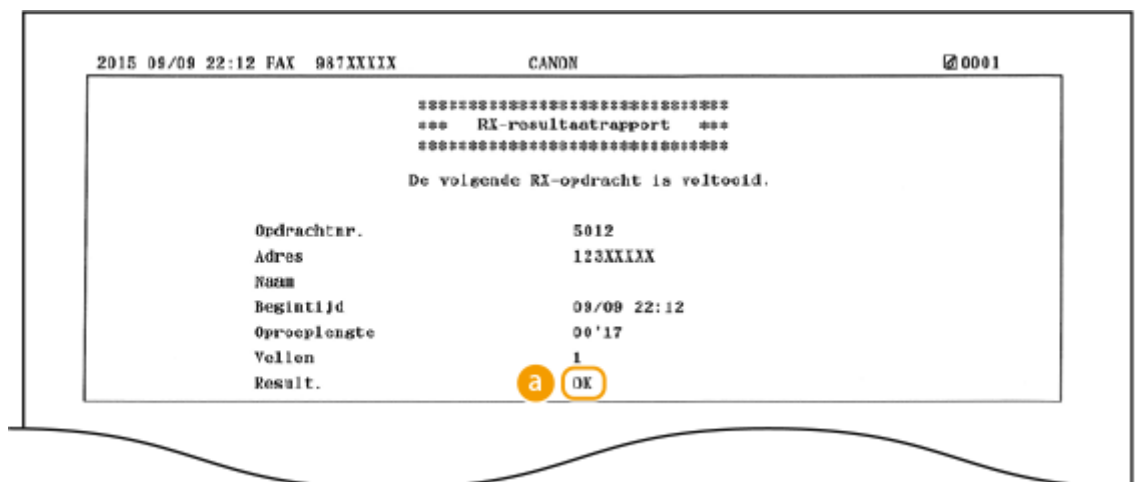 2015 09/09 22:12 FAX 987XXXXX CANON 0001
*******************************
*** RX-resultaatrapport ***
*******************************
De volgende RX-opdracht is voltooid.
Opdrachtnr. 5012
Adres 123XXXXX
Naam
Begintijd 09/09 22:12
Oproeplengte 00'17
Vellen 1
Result. a OK